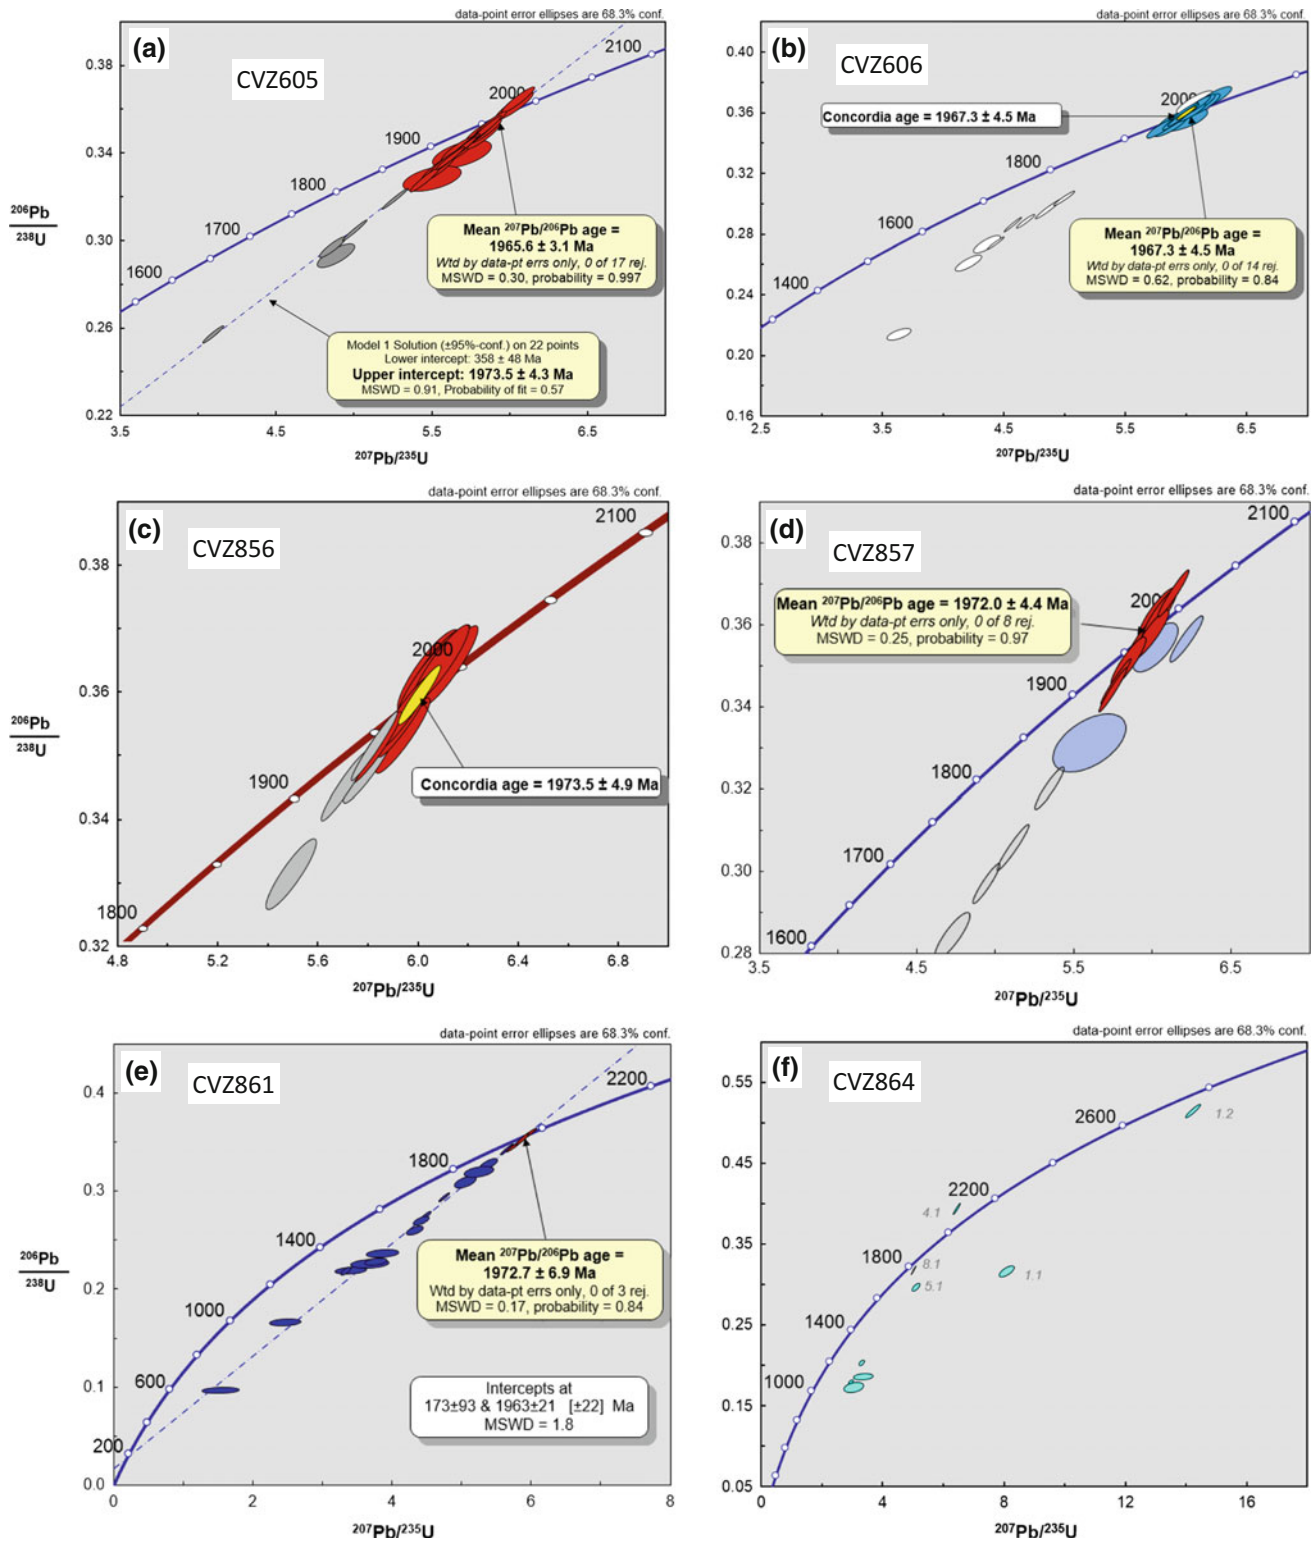 data-point error ellipses are 68.3% conf.
(a)
CVZ605
2100
2000
1900
1800
1700
1600
0.38
0.34
0.30
0.26
0.22
206Pb
238U
Mean 207Pb/206Pb age =
1965.6 ± 3.1 Ma
Wtd by data-pt errs only, 0 of 17 rej.
MSWD = 0.30, probability = 0.997
Model 1 Solution (±95%-conf.) on 22 points
Lower intercept: 358 ± 48 Ma
Upper intercept: 1973.5 ± 4.3 Ma
MSWD = 0.91, Probability of fit = 0.57
3.5 4.5 5.5 6.5
207Pb/235U
data-point error ellipses are 68.3% conf.
(b)
CVZ606
2000
1800
1600
1400
0.40
0.36
0.32
0.28
0.24
0.20
0.16
Concordia age = 1967.3 ± 4.5 Ma
Mean 207Pb/206Pb age =
1967.3 ± 4.5 Ma
Wtd by data-pt errs only, 0 of 14 rej.
MSWD = 0.62, probability = 0.84
2.5 3.5 4.5 5.5 6.5
207Pb/235U
data-point error ellipses are 68.3% conf.
(c)
CVZ856
2100
2000
1900
1800
0.38
0.36
0.34
0.32
206Pb
238U
Concordia age = 1973.5 ± 4.9 Ma
4.8 5.2 5.6 6.0 6.4 6.8
207Pb/235U
data-point error ellipses are 68.3% conf.
(d)
CVZ857
2100
1900
1800
1700
1600
0.38
0.34
0.30
0.28
Mean 207Pb/206Pb age = 1972.0 ± 4.4 Ma
Wtd by data-pt errs only, 0 of 8 rej.
MSWD = 0.25, probability = 0.97
3.5 4.5 5.5 6.5
207Pb/235U
data-point error ellipses are 68.3% conf.
(e)
CVZ861
2200
1800
1400
1000
600
200
0.4
0.3
0.2
0.1
0.0
206Pb
238U
Mean 207Pb/206Pb age =
1972.7 ± 6.9 Ma
Wtd by data-pt errs only, 0 of 3 rej.
MSWD = 0.17, probability = 0.84
Intercepts at
173±93 & 1963±21 [±22] Ma
MSWD = 1.8
0 2 4 6 8
207Pb/235U
data-point error ellipses are 68.3% conf.
(f)
CVZ864
2600
2200
1800
1400
1000
1.2
4.1
8.1
5.1
1.1
0.55
0.45
0.35
0.25
0.15
0.05
0 4 8 12 16
207Pb/235U